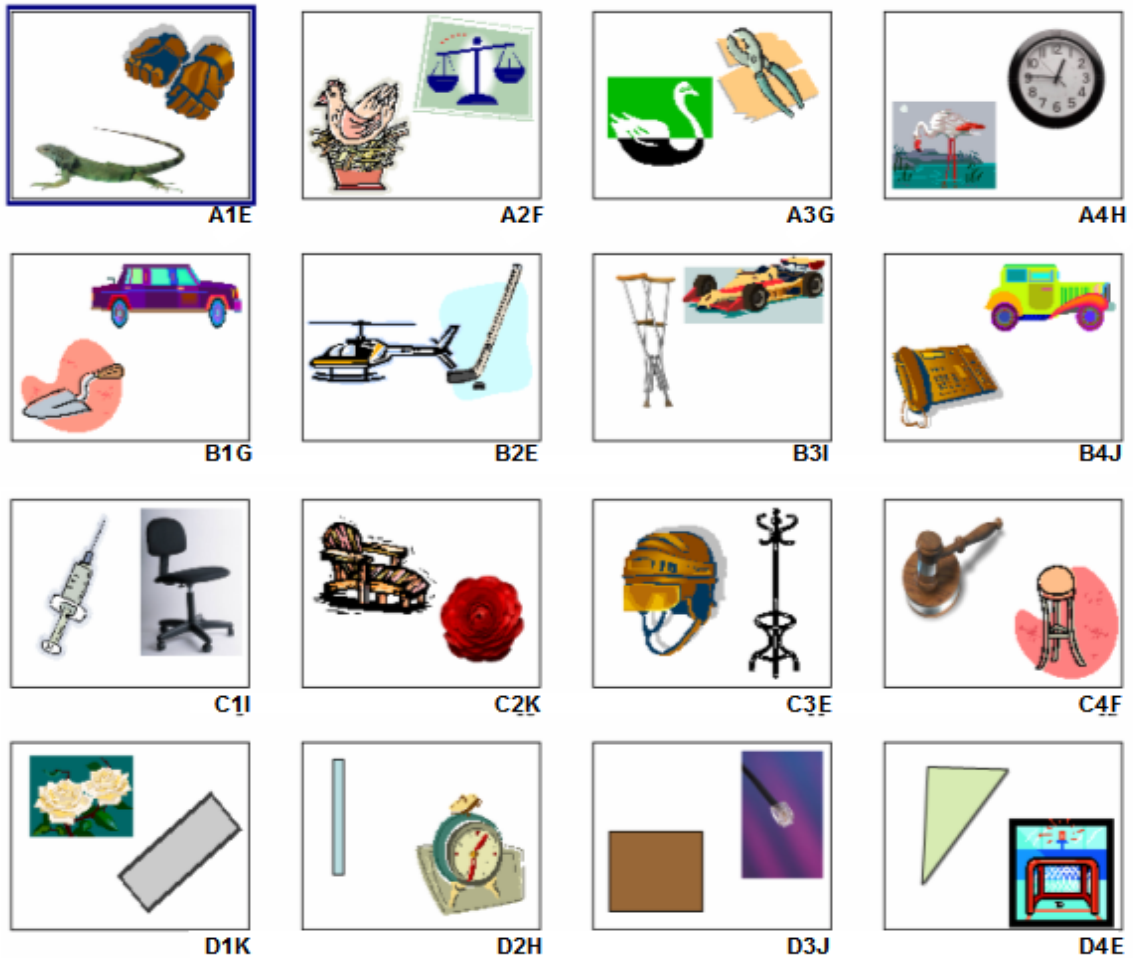 A1E
A2F
A3G
A4H
B1G
B2E
B3I
B4J
C1I
C2K
C3E
C4F
D1K
D2H
D3J
D4E